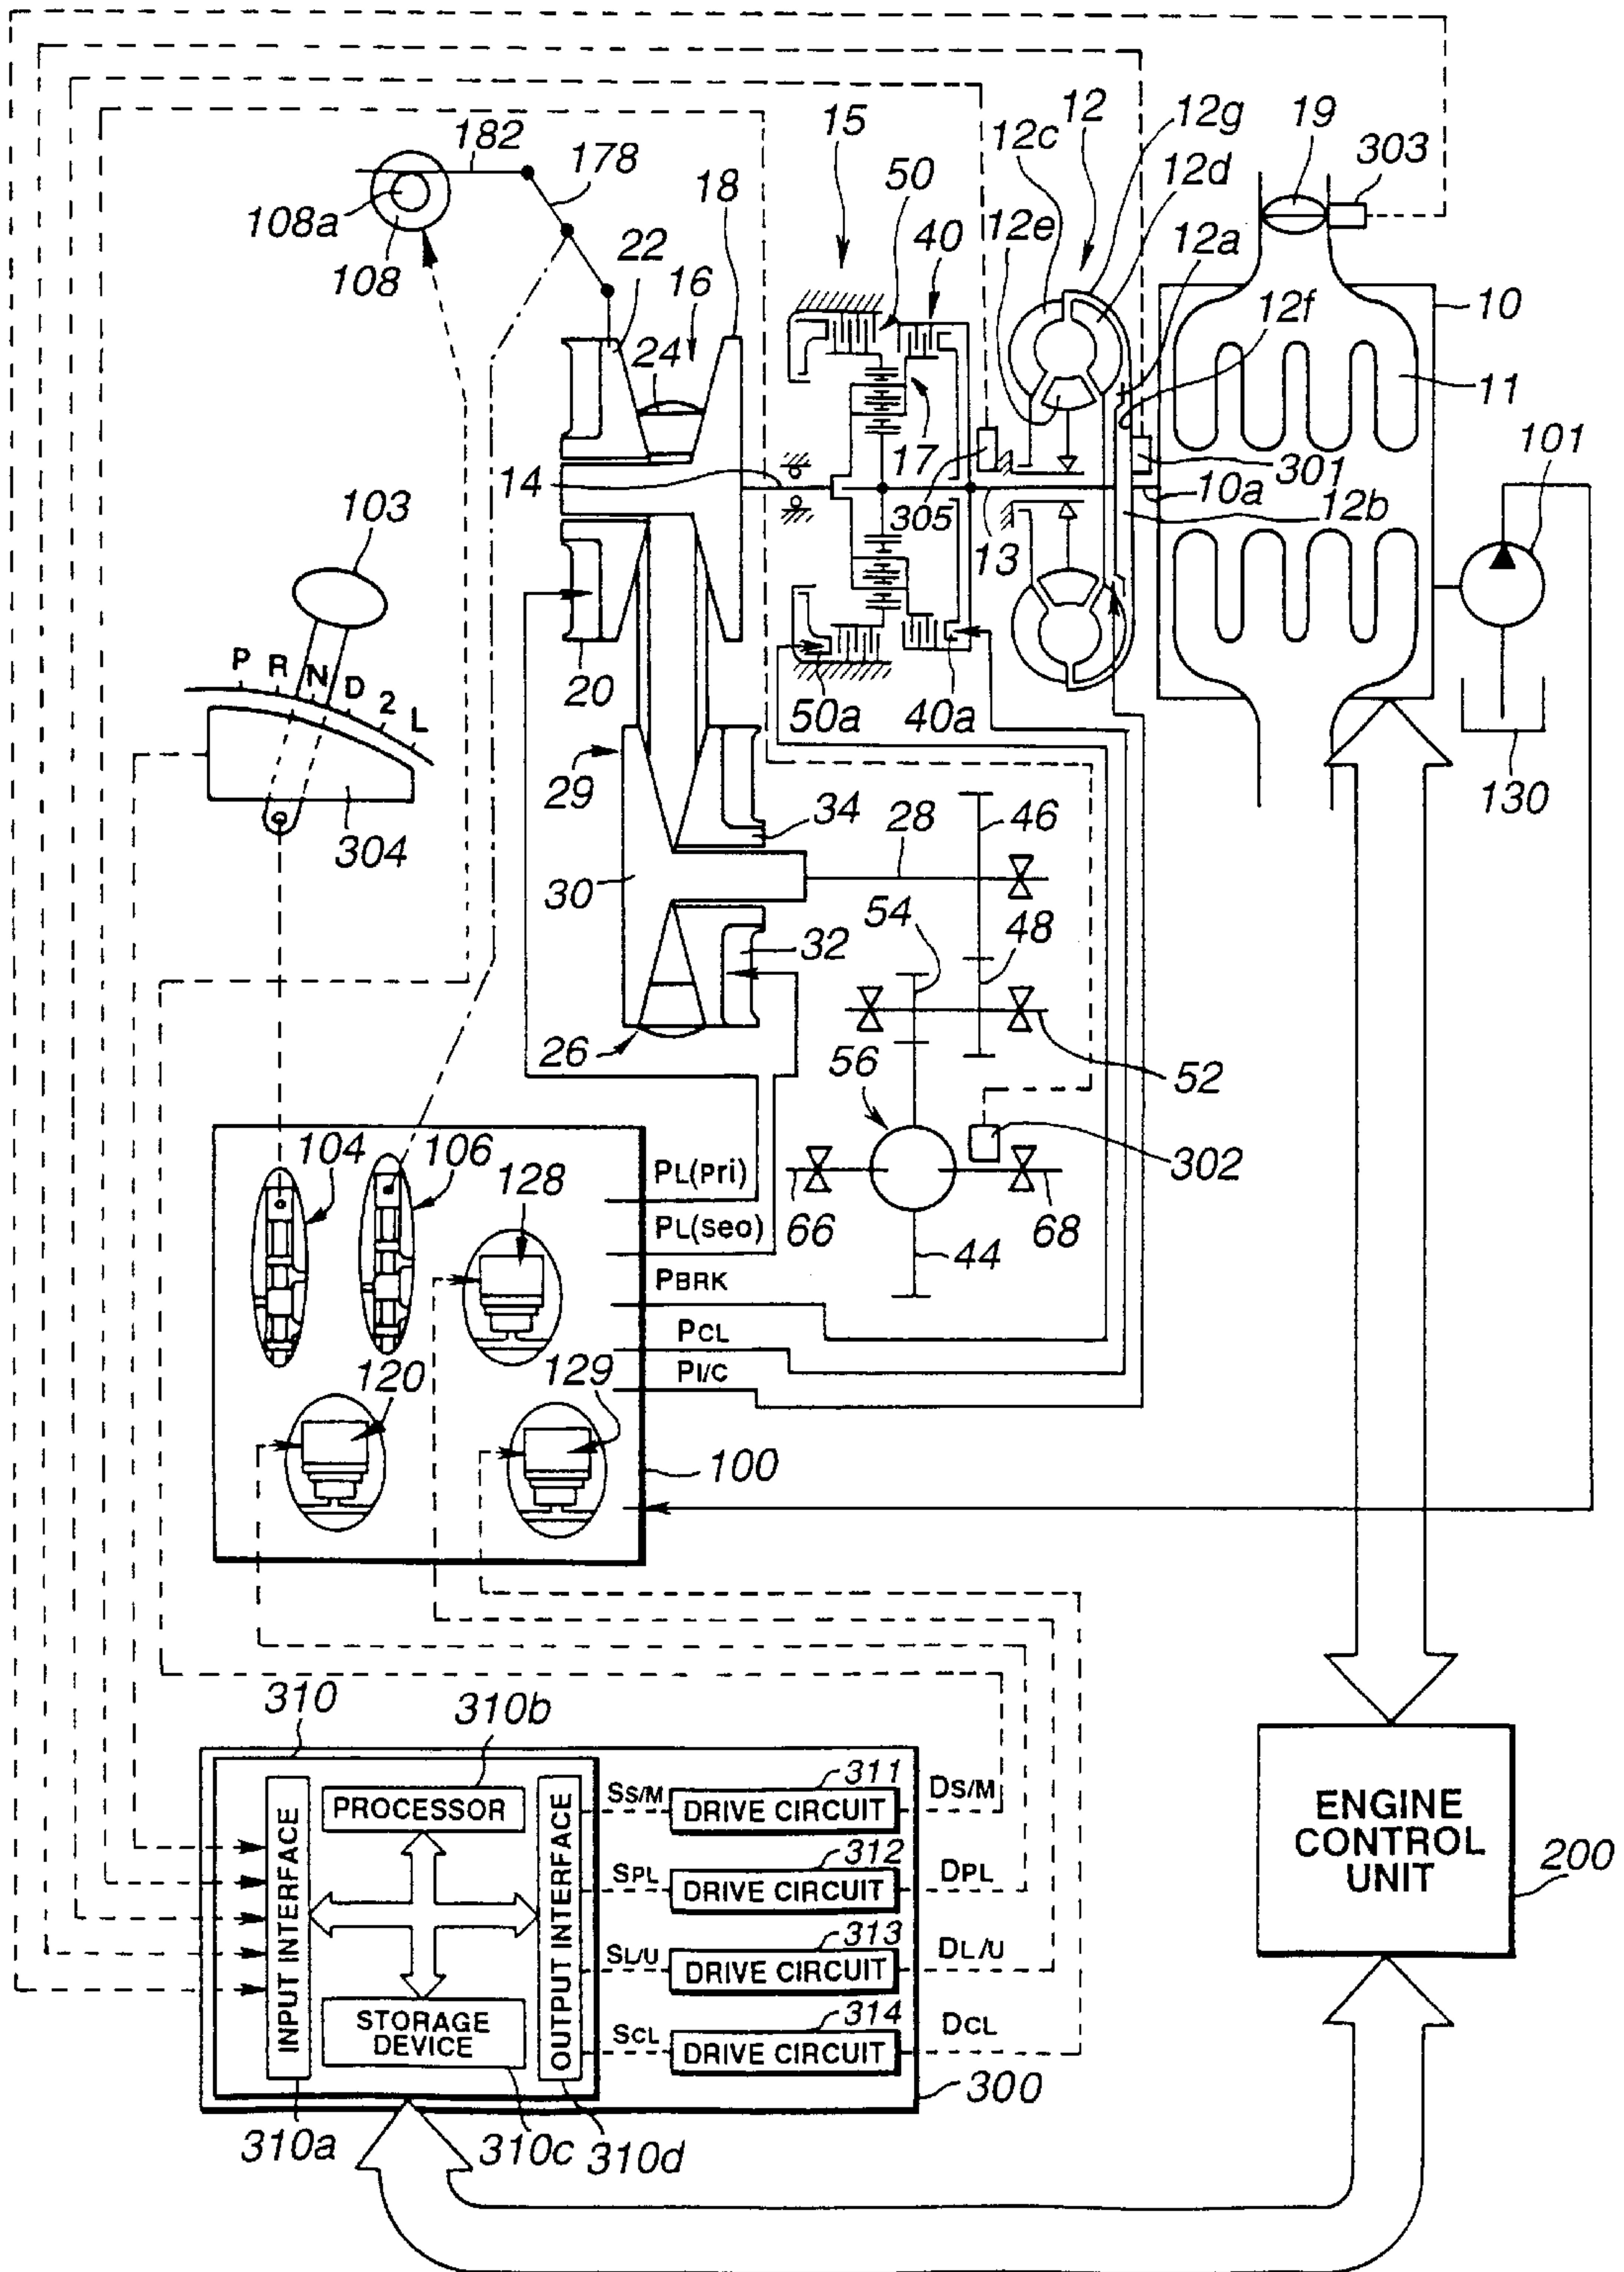 182
178
108a
108
22
24
16
18
15
50
40
12c
12
12g
12d
12e
19
303
12a
12f
10
11
101
14
17
305
13
301
10a
12b
103
P R N D 2 L
304
20
50a
40a
130
29
34
28
46
30
54
48
32
26
56
52
302
66
68
44
104
106
128
PL(Pri)
PL(seo)
PBRK
PCL
PI/C
120
129
100
310
310b
311
PROCESSOR
SS/M
DRIVE CIRCUIT
DS/M
312
SPL
DRIVE CIRCUIT
DPL
313
SL/U
DRIVE CIRCUIT
DL/U
314
SCL
DRIVE CIRCUIT
DCL
INPUT INTERFACE
STORAGE
DEVICE
OUTPUT INTERFACE
300
310a
310c
310d
ENGINE
CONTROL
UNIT
200